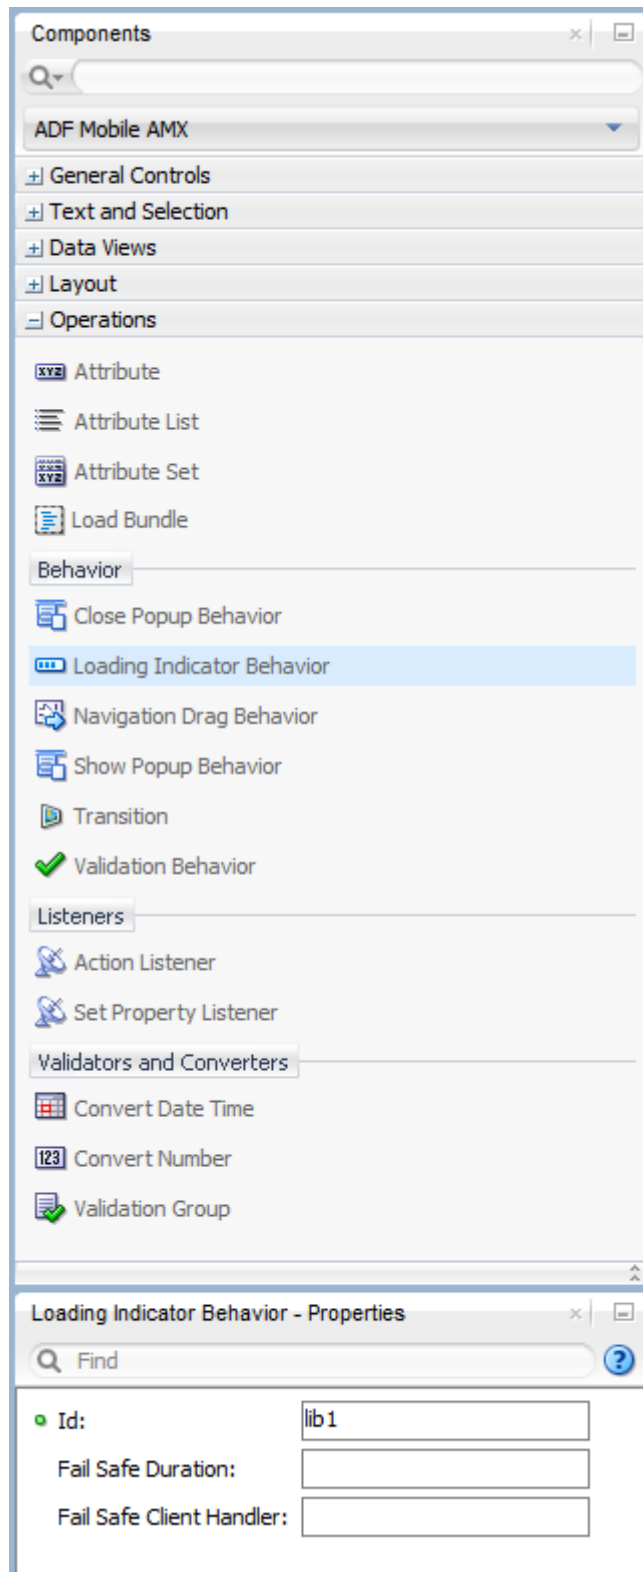 Components
ADF Mobile AMX
General Controls
Text and Selection
Data Views
Layout
Operations
XYZ Attribute
Attribute List
XYZ Attribute Set
Load Bundle
Behavior
Close Popup Behavior
Loading Indicator Behavior
Navigation Drag Behavior
Show Popup Behavior
Transition
Validation Behavior
Listeners
Action Listener
Set Property Listener
Validators and Converters
Convert Date Time
123 Convert Number
Validation Group
Loading Indicator Behavior - Properties
Find ?
Id: lib1
Fail Safe Duration:
Fail Safe Client Handler: